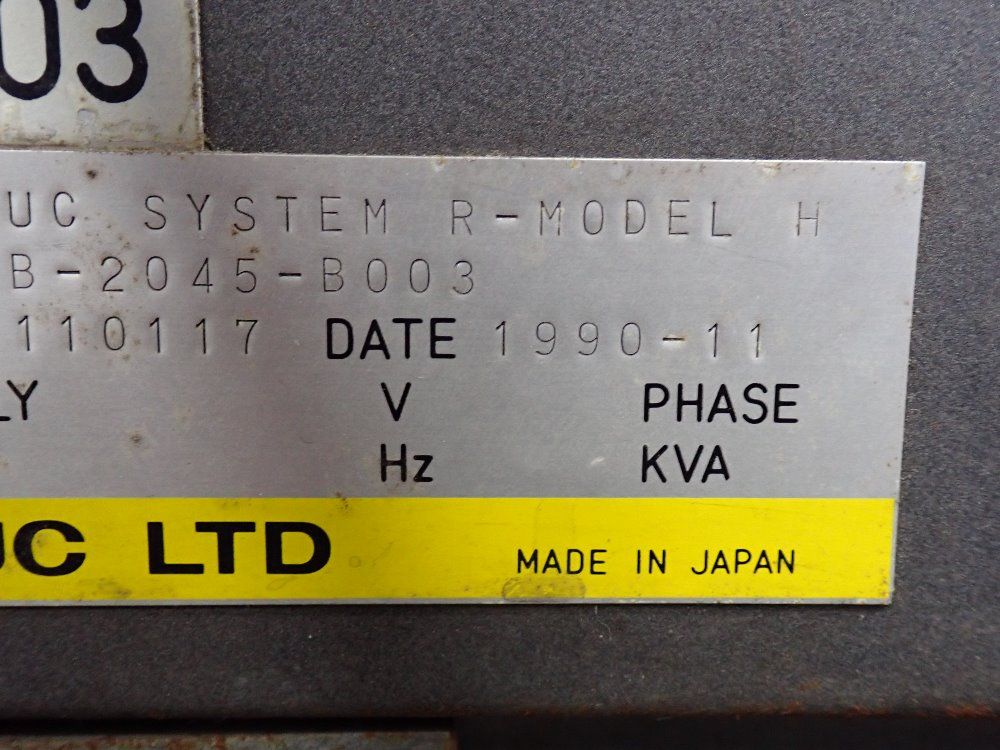 03
UC SYSTEM R-MODEL H
B-2045-B003
110117 DATE 1990-11
LY V PHASE
Hz KVA
UC LTD MADE IN JAPAN